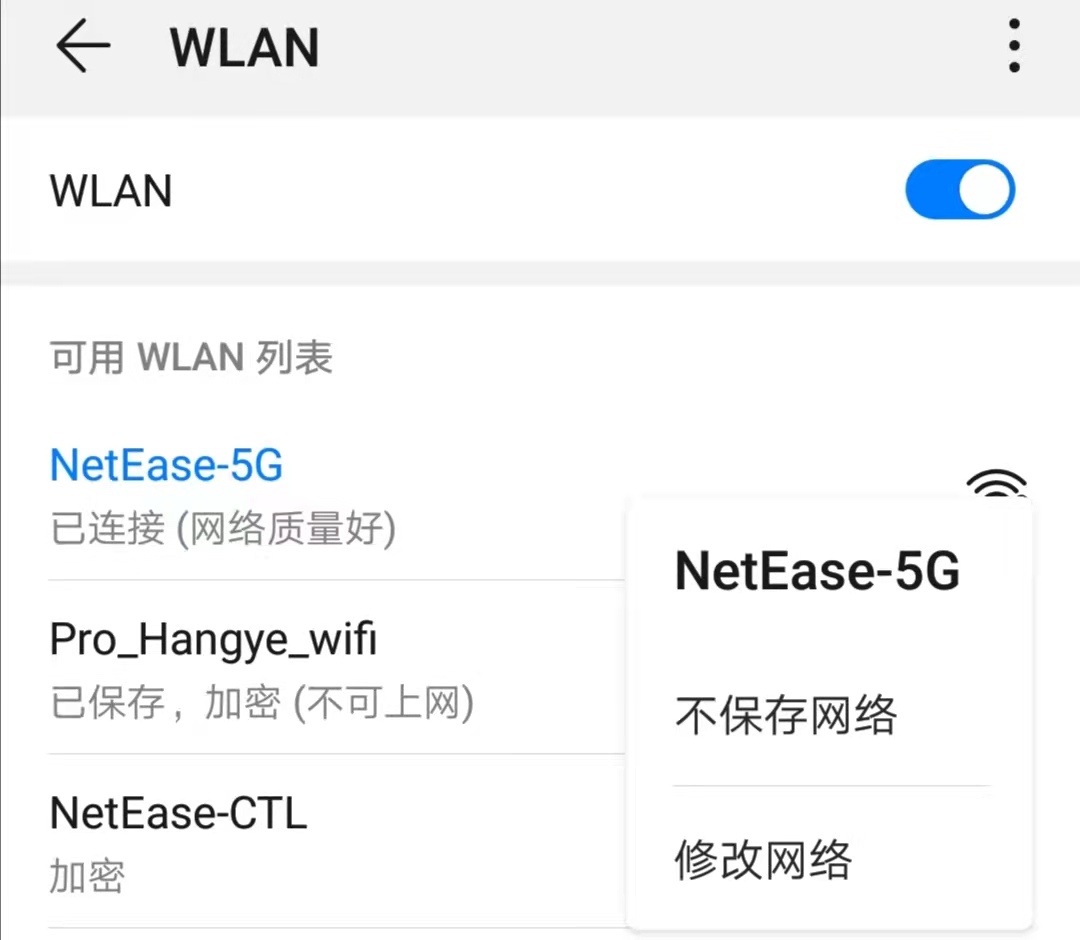 WLAN
WLAN
可用 WLAN 列表
NetEase-5G
已连接 (网络质量好)
Pro_Hangye_wifi
已保存，加密 (不可上网)
NetEase-CTL
加密
NetEase-5G
不保存网络
修改网络